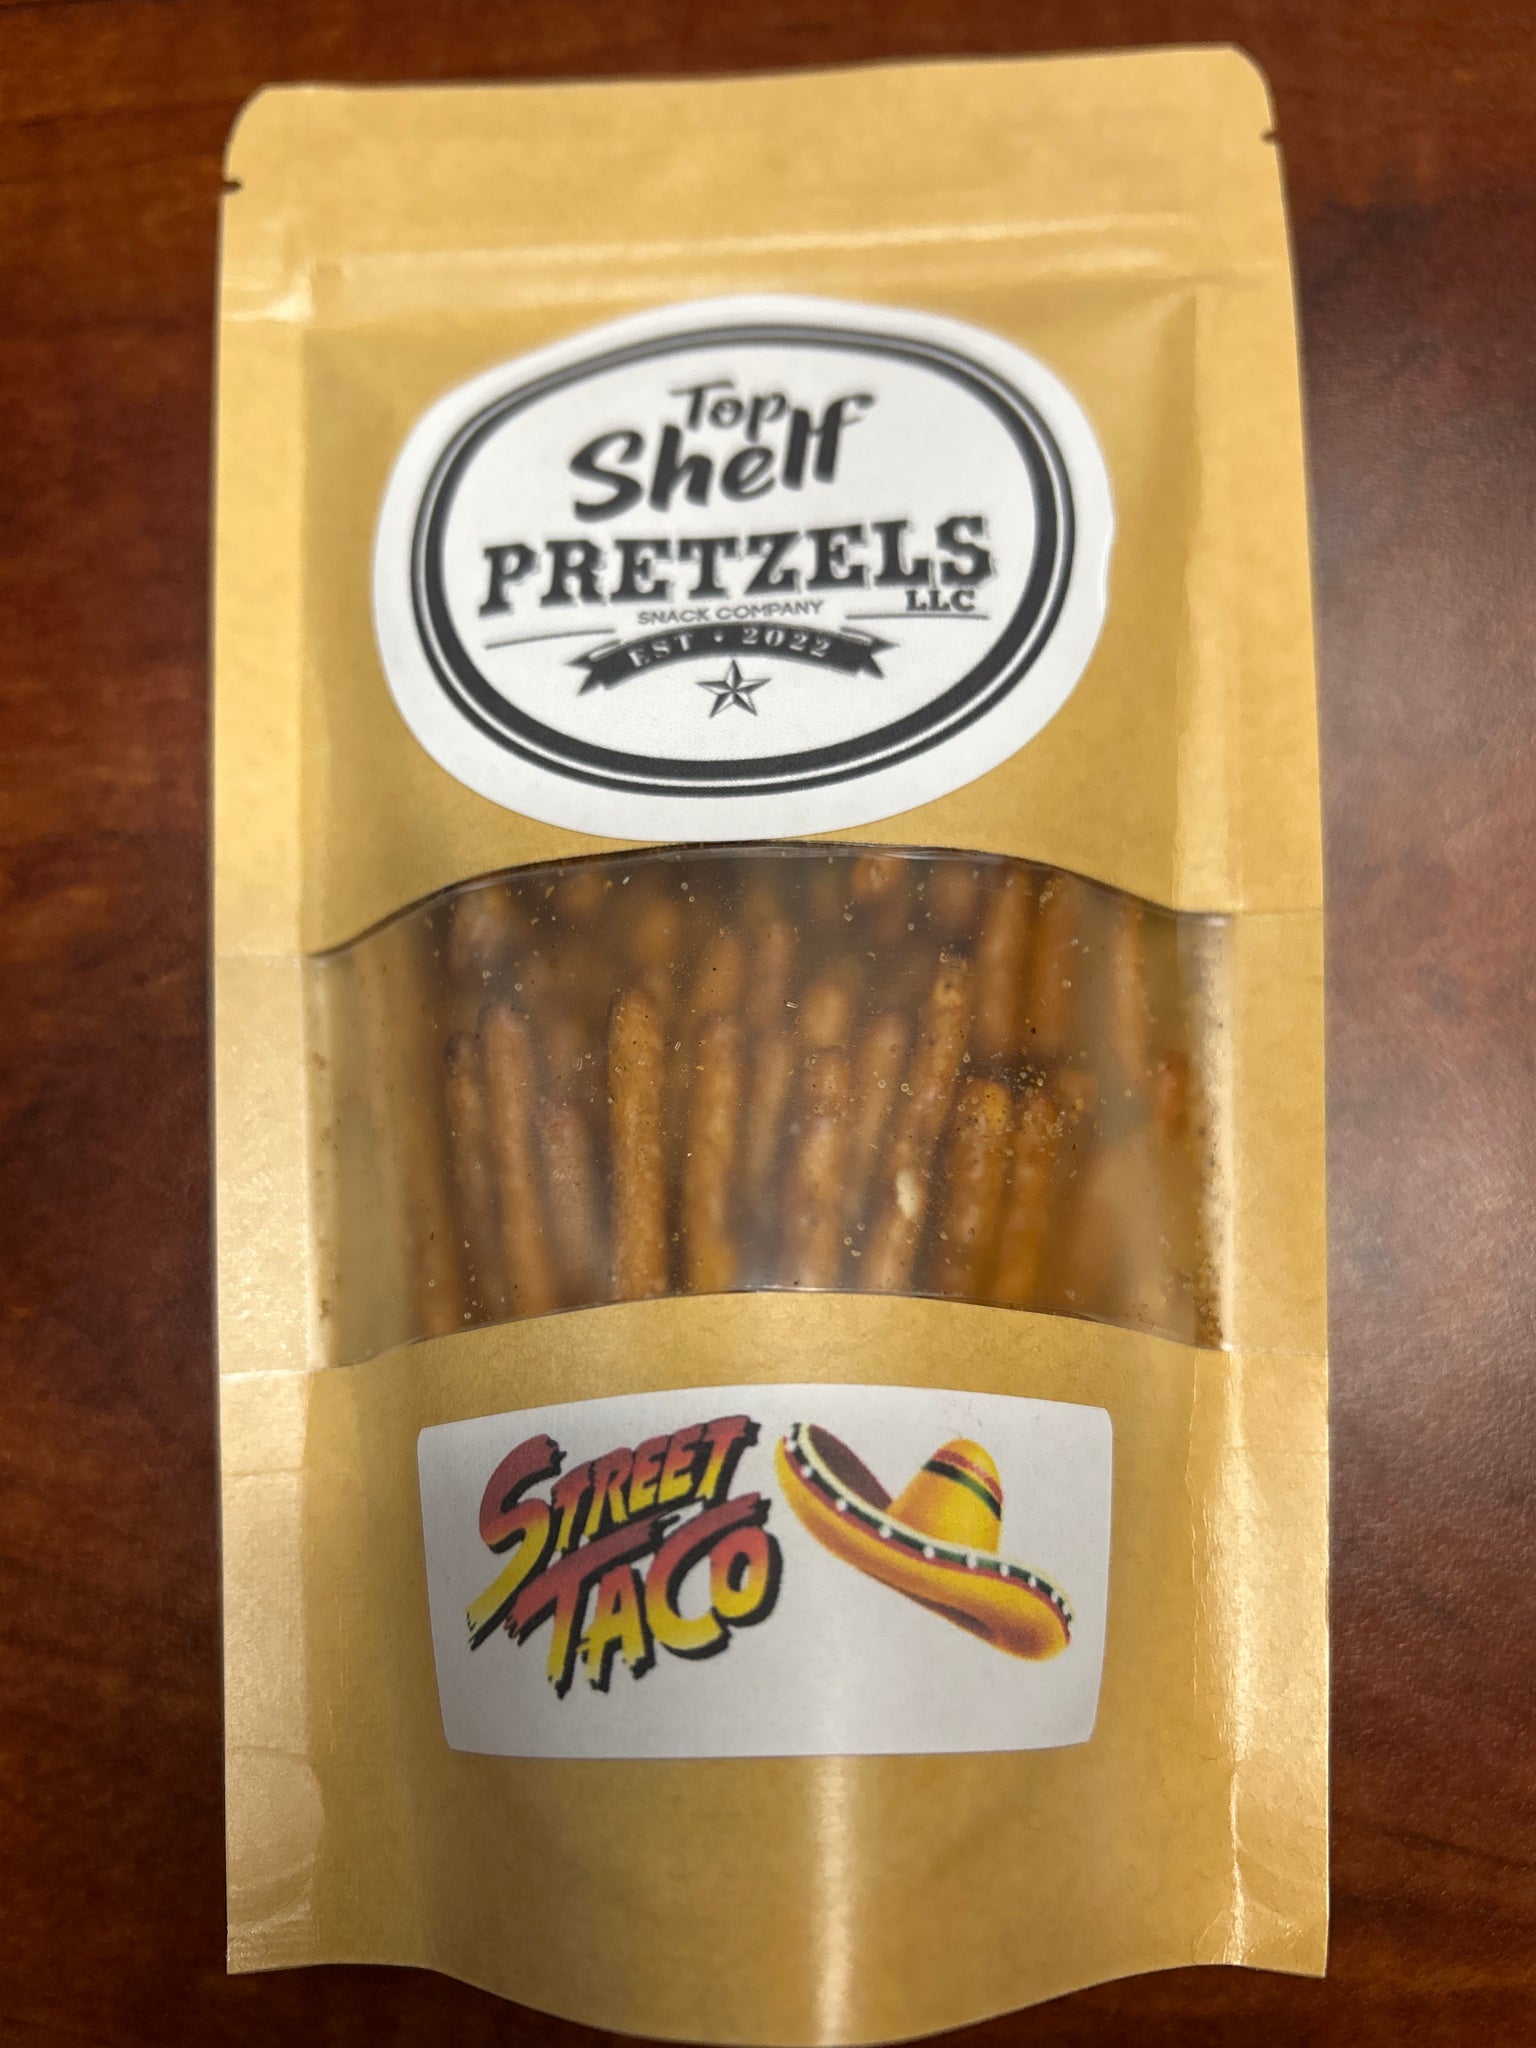 Top
Shelf
PRETZELS
LLC
SNACK COMPANY
EST • 2022
STREET
TACO